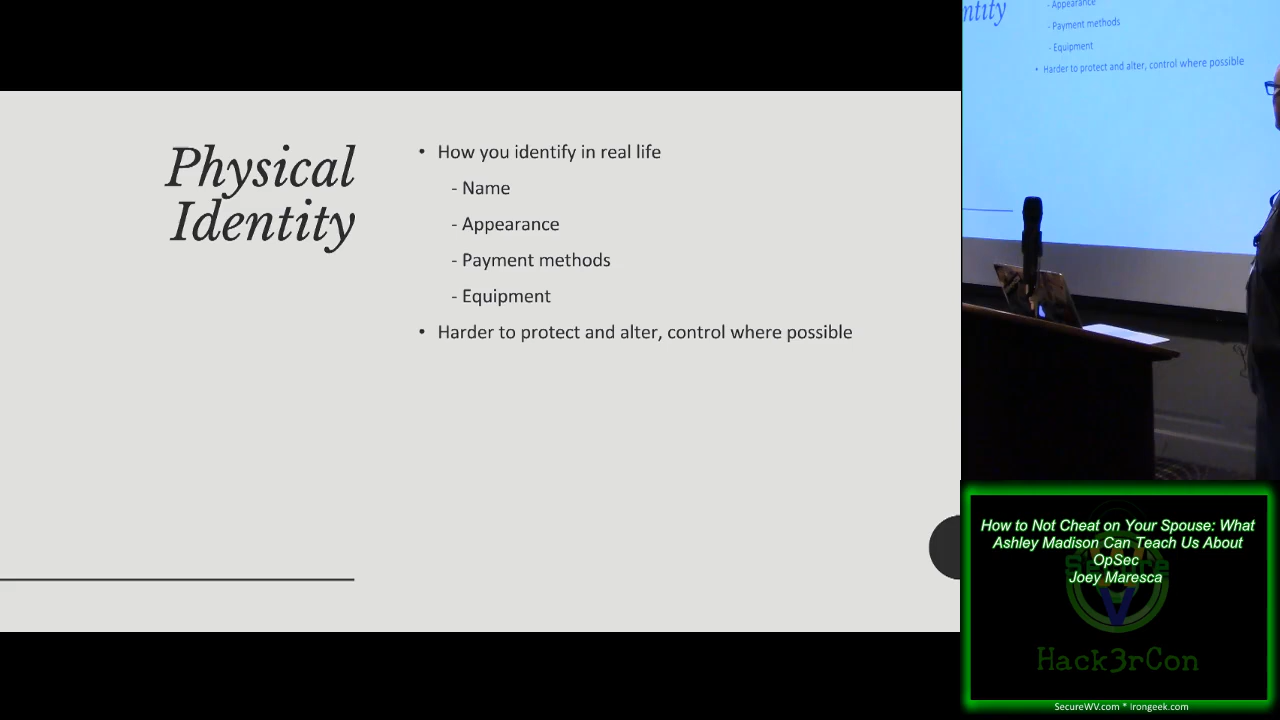 Physical
Identity
• How you identify in real life
- Name
- Appearance
- Payment methods
- Equipment
• Harder to protect and alter, control where possible
ntity
- Appearance
- Payment methods
- Equipment
• Harder to protect and alter, control where possible
How to Not Cheat on Your Spouse: What
Ashley Madison Can Teach Us About
OpSec
Joey Maresca
Secure
WV
Hack3rCon
SecureWV.com * Irongeek.com